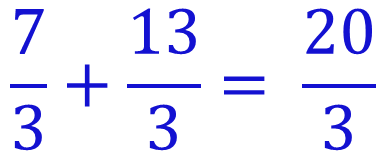 7/3 + 13/3 = 20/3